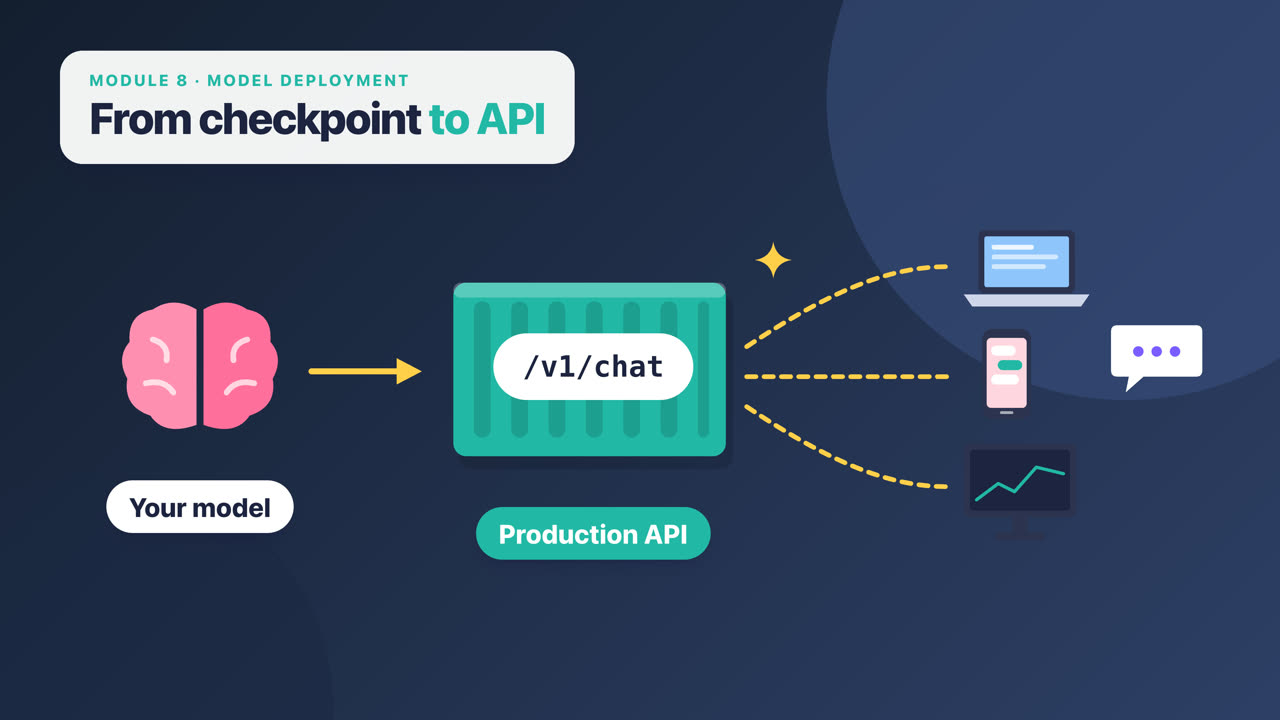 MODULE 8 · MODEL DEPLOYMENT
From checkpoint to API
/v1/chat
Your model
Production API